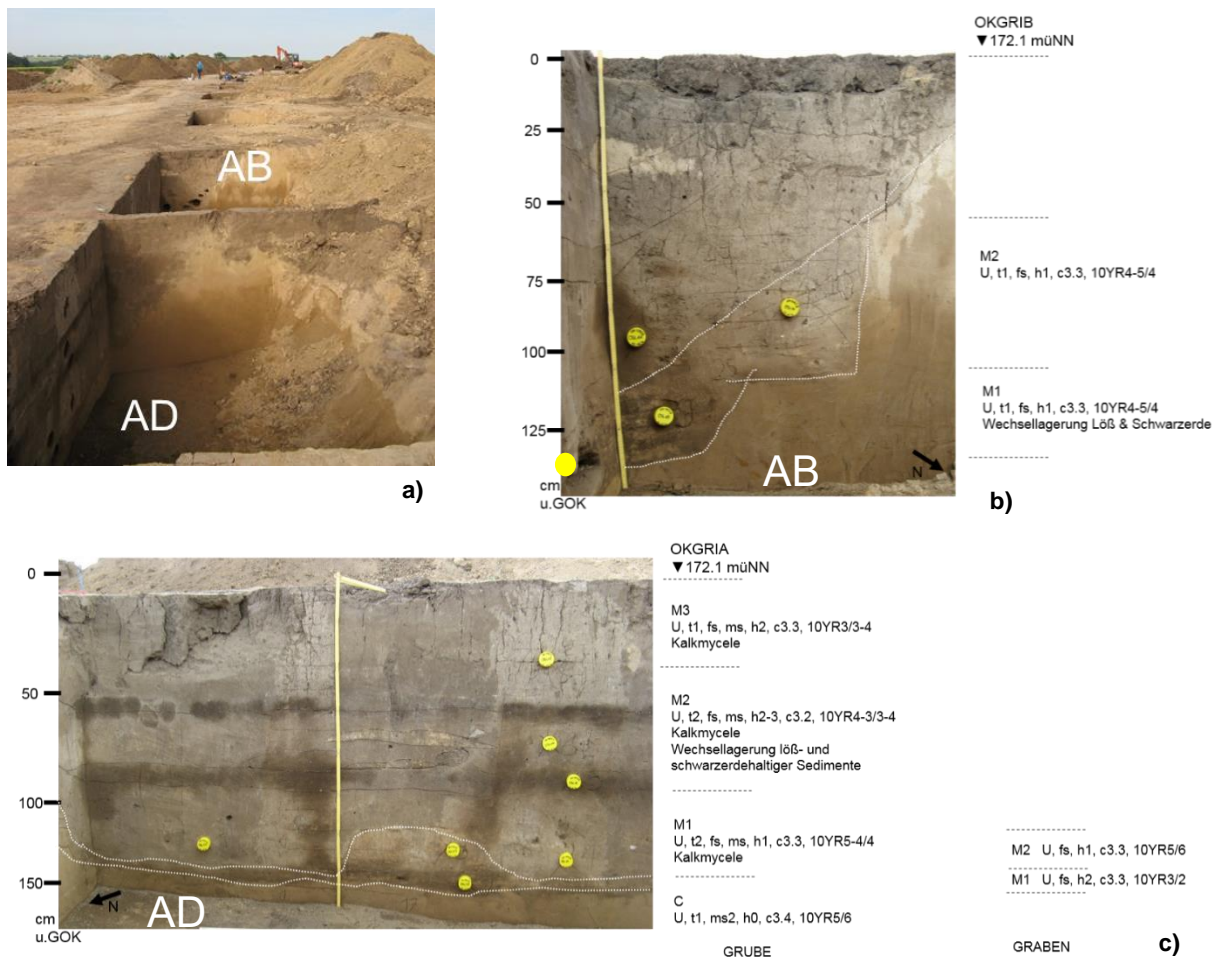 AB
AD
a)
OKGRIB
▼172.1 müNN
0
25
50
75
100
125
cm
u.GOK
M2
U, t1, fs, h1, c3.3, 10YR4-5/4
M1
U, t1, fs, h1, c3.3, 10YR4-5/4
Wechsellagerung Löß & Schwarzerde
AB
N
b)
OKGRIA
▼172.1 müNN
0
50
100
150
cm
u.GOK
N
AD
M3
U, t1, fs, ms, h2, c3.3, 10YR3/3-4
Kalkmycele
M2
U, t2, fs, ms, h2-3, c3.2, 10YR4-3/3-4
Kalkmycele
Wechsellagerung löß- und
schwarzerdehaltiger Sedimente
M1
U, t2, fs, ms, h1, c3.3, 10YR5-4/4
Kalkmycele
C
U, t1, ms2, h0, c3.4, 10YR5/6
GRUBE
M2 U, fs, h1, c3.3, 10YR5/6
M1 U, fs, h2, c3.3, 10YR3/2
GRABEN
c)